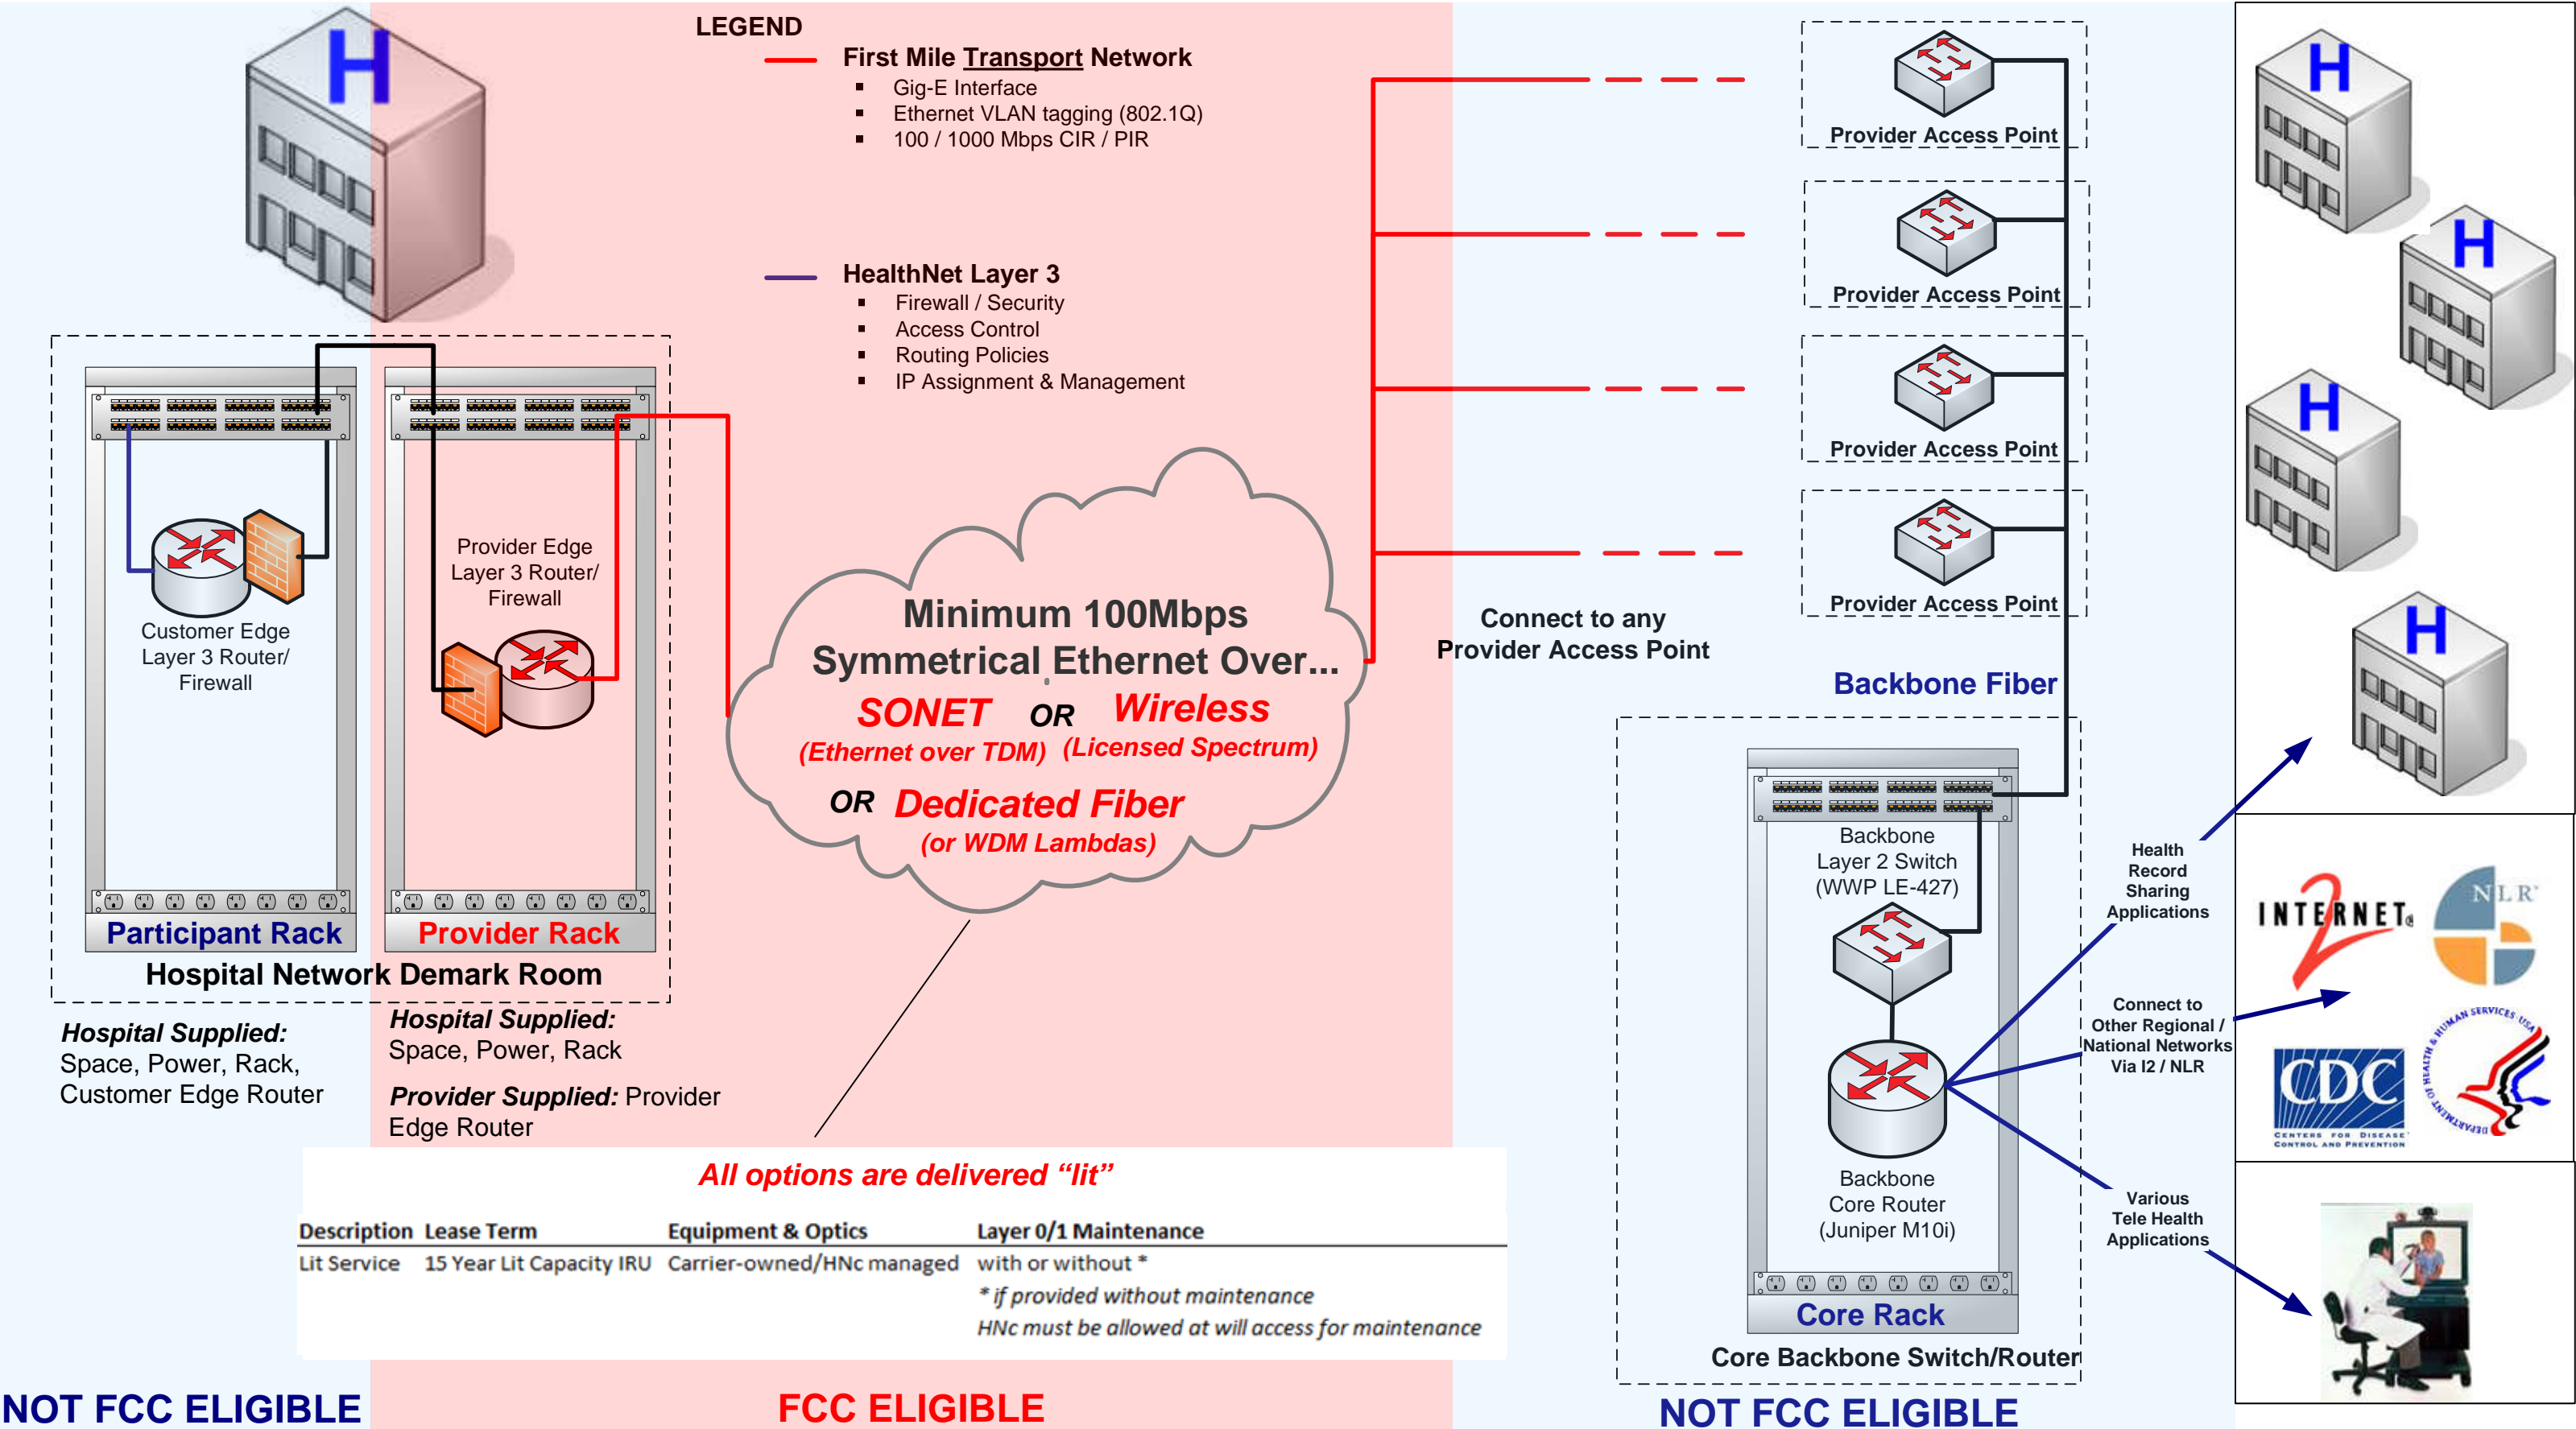 LEGEND
First Mile Transport Network
▪ Gig-E Interface
▪ Ethernet VLAN tagging (802.1Q)
▪ 100 / 1000 Mbps CIR / PIR
HealthNet Layer 3
▪ Firewall / Security
▪ Access Control
▪ Routing Policies
▪ IP Assignment & Management
H
Customer Edge
Layer 3 Router/
Firewall
Participant Rack
Provider Edge
Layer 3 Router/
Firewall
Provider Rack
Hospital Network Demark Room
Hospital Supplied:
Space, Power, Rack,
Customer Edge Router
Hospital Supplied:
Space, Power, Rack
Provider Supplied: Provider
Edge Router
Minimum 100Mbps
Symmetrical Ethernet Over...
SONET OR Wireless
(Ethernet over TDM) (Licensed Spectrum)
OR Dedicated Fiber
(or WDM Lambdas)
All options are delivered “lit”
Description Lease Term Equipment & Optics Layer 0/1 Maintenance
Lit Service 15 Year Lit Capacity IRU Carrier-owned/HNc managed with or without *
* if provided without maintenance
HNc must be allowed at will access for maintenance
Provider Access Point
Provider Access Point
Provider Access Point
Provider Access Point
Connect to any
Provider Access Point
Backbone Fiber
Backbone
Layer 2 Switch
(WWP LE-427)
Backbone
Core Router
(Juniper M10i)
Core Rack
Core Backbone Switch/Router
Health
Record
Sharing
Applications
Connect to
Other Regional /
National Networks
Via I2 / NLR
Various
Tele Health
Applications
H
H
H
H
INTERNET®
2
NLR
CDC
CENTERS FOR DISEASE
CONTROL AND PREVENTION
DEPARTMENT OF HEALTH & HUMAN SERVICES·USA
NOT FCC ELIGIBLE
FCC ELIGIBLE
NOT FCC ELIGIBLE